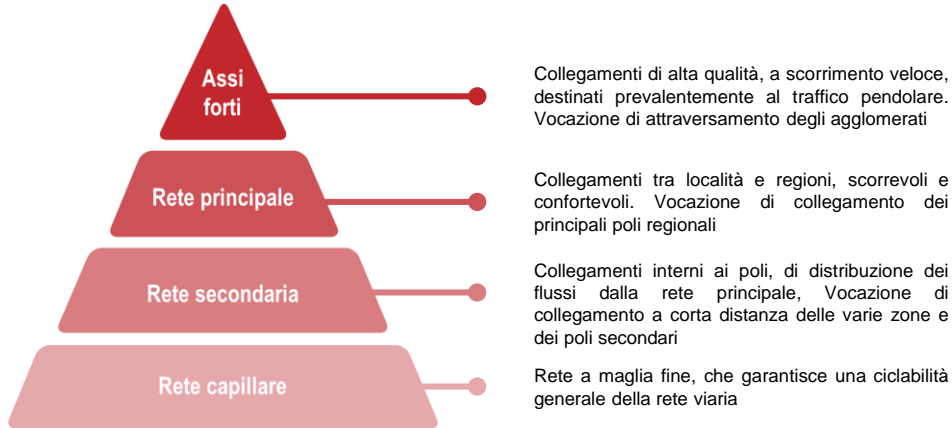 Assi
forti
Collegamenti di alta qualità, a scorrimento veloce,
destinati prevalentemente al traffico pendolare.
Vocazione di attraversamento degli agglomerati
Rete principale
Collegamenti tra località e regioni, scorrevoli e
confortevoli. Vocazione di collegamento dei
principali poli regionali
Rete secondaria
Collegamenti interni ai poli, di distribuzione dei
flussi dalla rete principale, Vocazione di
collegamento a corta distanza delle varie zone e
dei poli secondari
Rete capillare
Rete a maglia fine, che garantisce una ciclabilità
generale della rete viaria